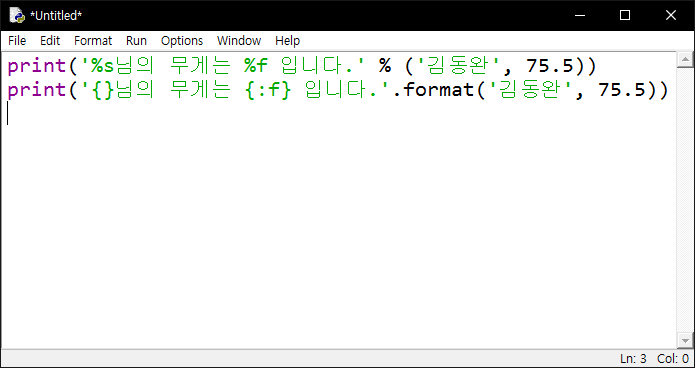 *Untitled*
File Edit Format Run Options Window Help
print('%s님의 무게는 %f 입니다.' % ('김동완', 75.5))
print('{}님의 무게는 {:f} 입니다.'.format('김동완', 75.5))
Ln: 3 Col: 0